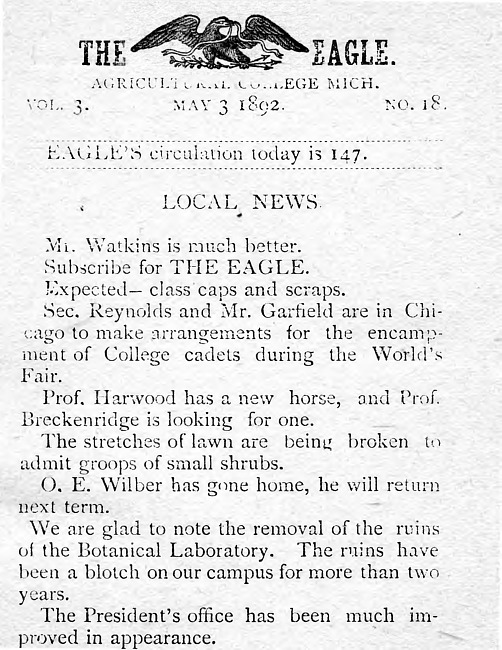 THE EAGLE.
AGRICULTURAL COLLEGE MICH.
VOL. 3. MAY 3 1892. NO. 18.
EAGLE'S circulation today is 147.
LOCAL NEWS.
Mr. Watkins is much better.
Subscribe for THE EAGLE.
Expected— class caps and scraps.
Sec. Reynolds and Mr. Garfield are in Chi-
cago to make arrangements for the encamp-
ment of College cadets during the World's
Fair.
Prof. Harwood has a new horse, and Prof.
Breckenridge is looking for one.
The stretches of lawn are being broken to
admit groops of small shrubs.
O. E. Wilber has gone home, he will return
next term.
We are glad to note the removal of the ruins
of the Botanical Laboratory. The ruins have
been a blotch on our campus for more than two
years.
The President's office has been much im-
proved in appearance.